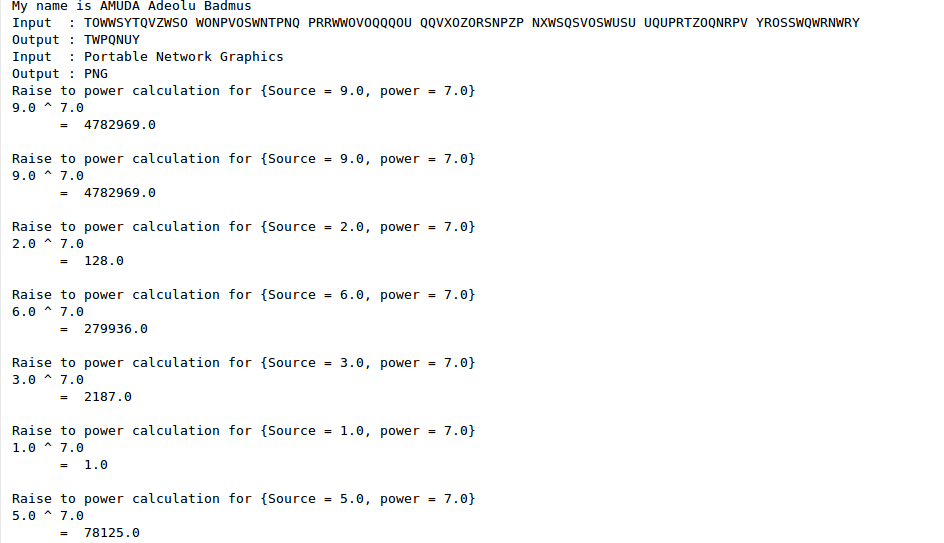 My name is AMUDA Adeolu Badmus
Input  : TOWWSYTQVZWSO WONPVOSWNTPNQ PRRWWOVOQQQOU QQVXOZORSNPZP NXWSQSVOSWUSU UQUPRTZOQNRPV YROSSWQWRNWRY
Output : TWPQNUY
Input  : Portable Network Graphics
Output : PNG
Raise to power calculation for {Source = 9.0, power = 7.0}
9.0 ^ 7.0
      =  4782969.0

Raise to power calculation for {Source = 9.0, power = 7.0}
9.0 ^ 7.0
      =  4782969.0

Raise to power calculation for {Source = 2.0, power = 7.0}
2.0 ^ 7.0
      =  128.0

Raise to power calculation for {Source = 6.0, power = 7.0}
6.0 ^ 7.0
      =  279936.0

Raise to power calculation for {Source = 3.0, power = 7.0}
3.0 ^ 7.0
      =  2187.0

Raise to power calculation for {Source = 1.0, power = 7.0}
1.0 ^ 7.0
      =  1.0

Raise to power calculation for {Source = 5.0, power = 7.0}
5.0 ^ 7.0
      =  78125.0